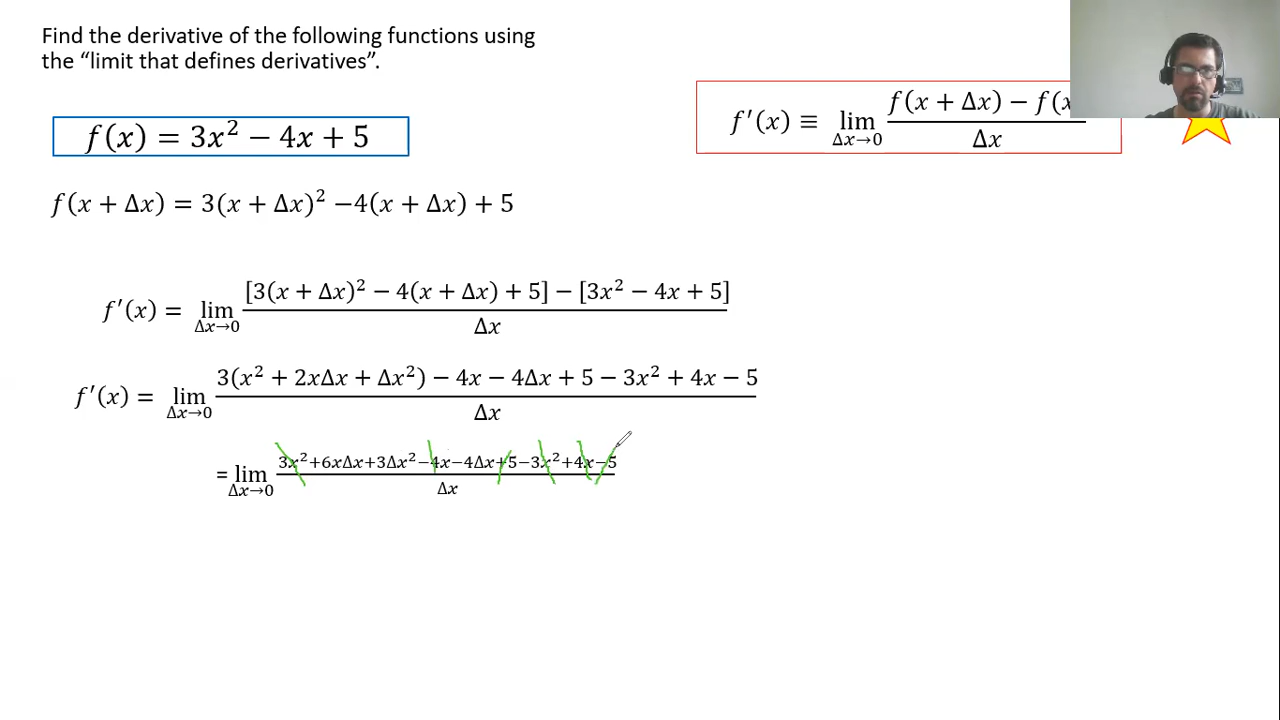 Find the derivative of the following functions using
the “limit that defines derivatives”.
f(x) = 3x² − 4x + 5
f′(x) ≡ lim Δx→0 f(x + Δx) − f(x / Δx
f(x + Δx) = 3(x + Δx)² −4(x + Δx) + 5
f′(x) = lim Δx→0 [3(x + Δx)² − 4(x + Δx) + 5] − [3x² − 4x + 5] / Δx
f′(x) = lim Δx→0 3(x² + 2xΔx + Δx²) − 4x − 4Δx + 5 − 3x² + 4x − 5 / Δx
= lim Δx→0 3x²+6xΔx+3Δx²−4x−4Δx+5−3x²+4x−5 / Δx